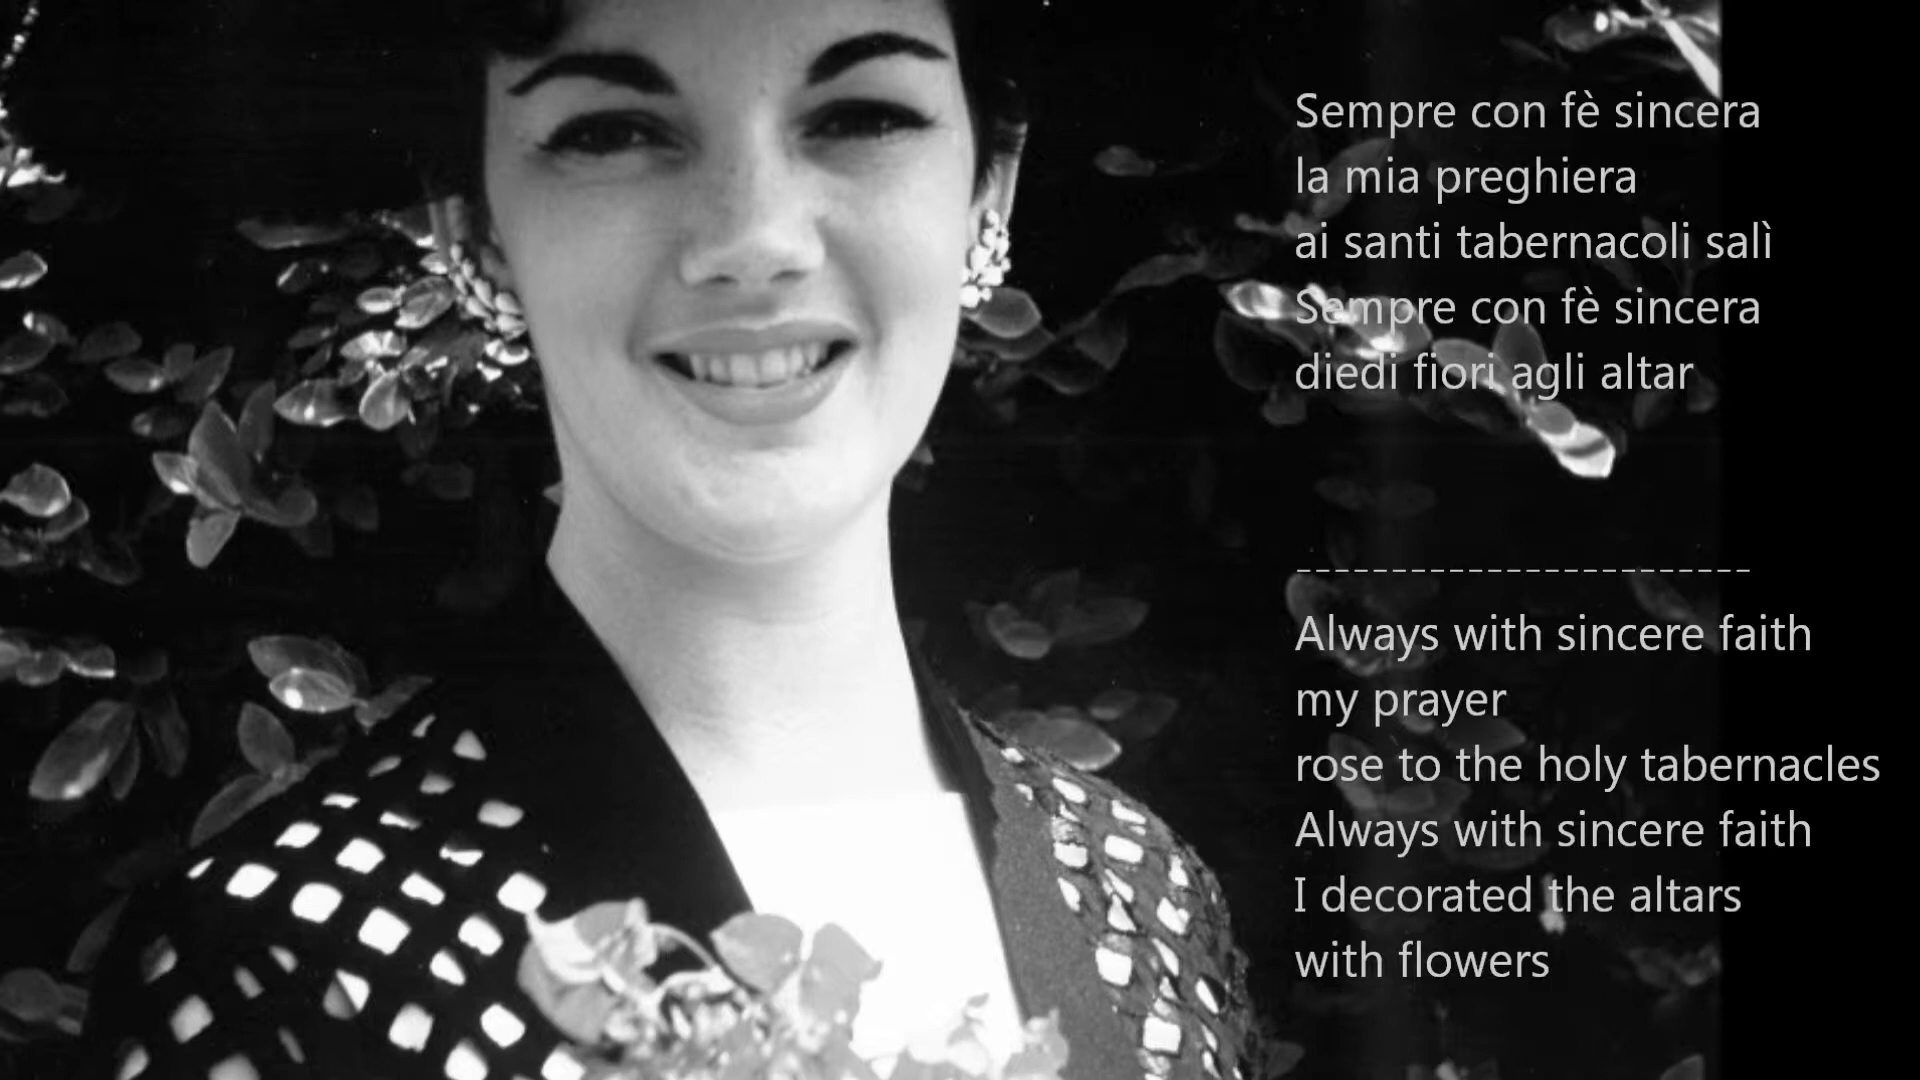 Sempre con fè sincera
la mia preghiera
ai santi tabernacoli salì
Sempre con fè sincera
diedi fiori agli altar
------------------------
Always with sincere faith
my prayer
rose to the holy tabernacles
Always with sincere faith
I decorated the altars
with flowers